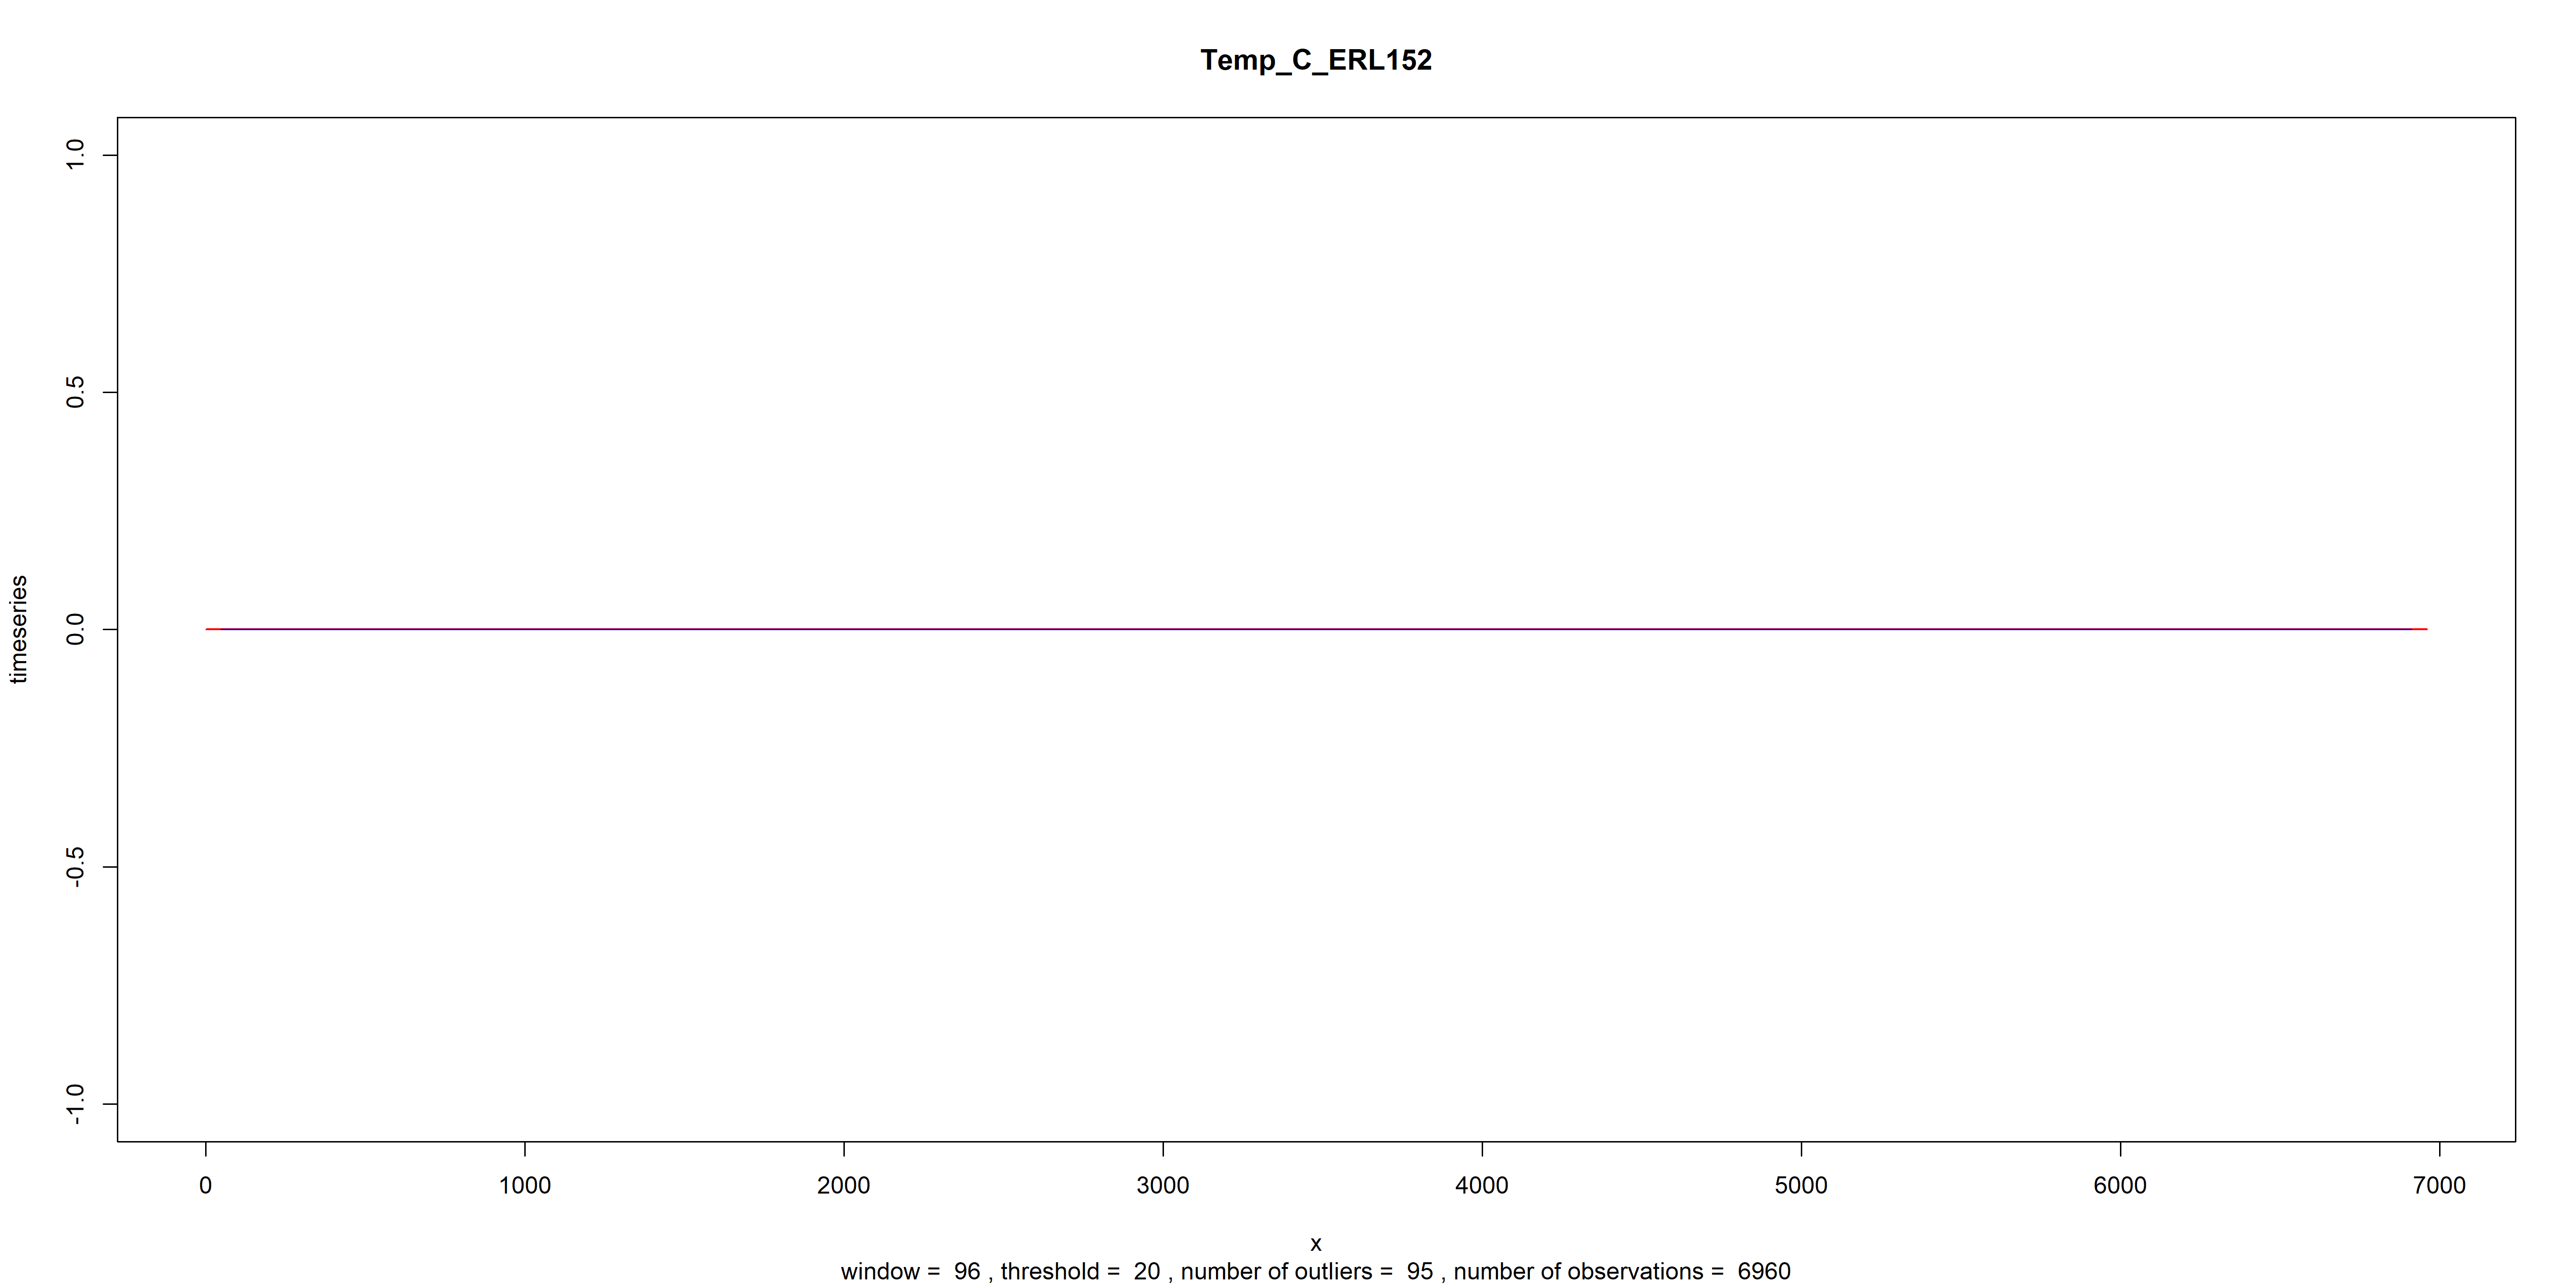 Temp_C_ERL152
timeseries
1.0
0.5
0.0
-0.5
-1.0
0 1000 2000 3000 4000 5000 6000 7000
x
window =  96 , threshold =  20 , number of outliers =  95 , number of observations =  6960